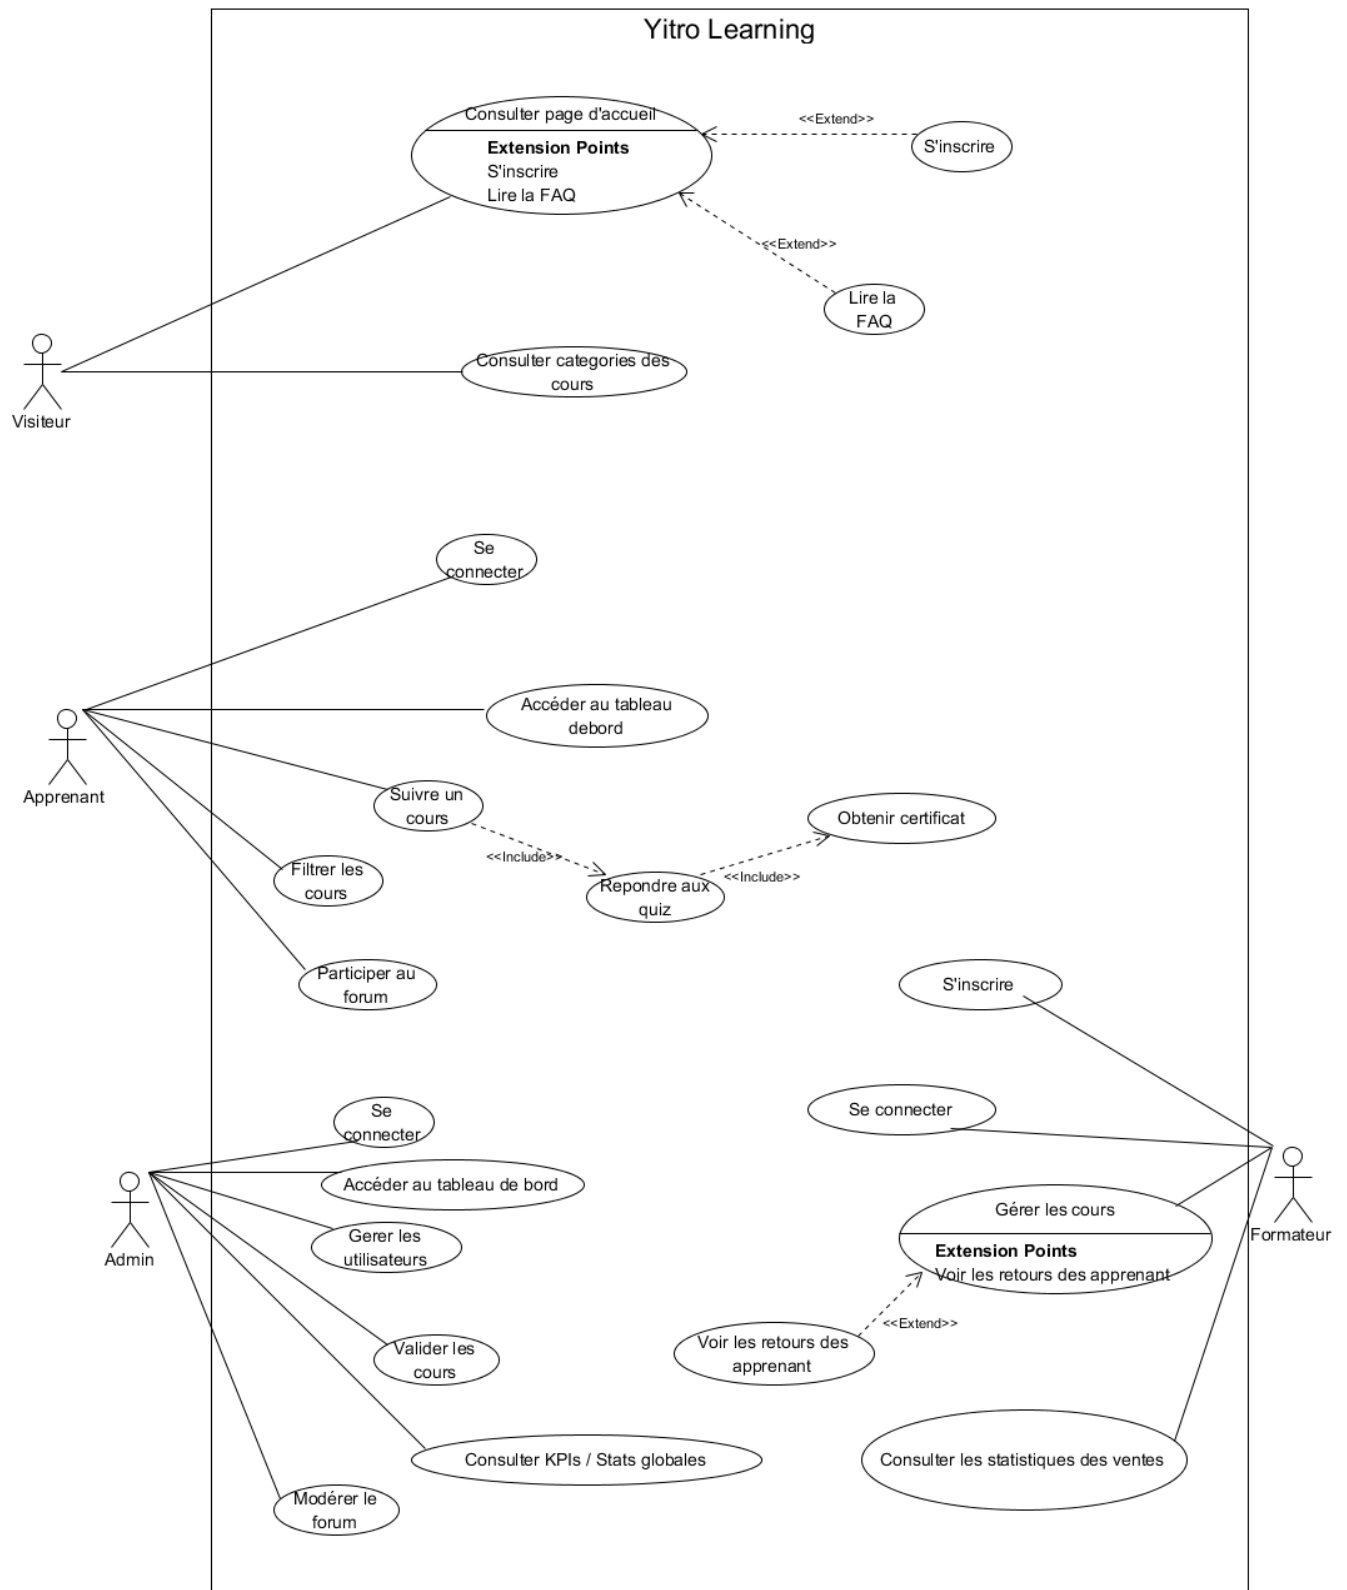 Yitro Learning
Consulter page d'accueil
Extension Points
S'inscrire
Lire la FAQ
<<Extend>>
S'inscrire
<<Extend>>
Lire la
FAQ
Visiteur
Consulter categories des
cours
Se
connecter
Apprenant
Accéder au tableau
debord
Suivre un
cours
<<Include>>
Obtenir certificat
<<Include>>
Repondre aux
quiz
Filtrer les
cours
Participer au
forum
S'inscrire
Se
connecter
Se connecter
Accéder au tableau de bord
Admin
Gerer les
utilisateurs
Gérer les cours
Extension Points
Voir les retours des apprenant
Formateur
<<Extend>>
Voir les retours des
apprenant
Valider les
cours
Consulter KPIs / Stats globales
Consulter les statistiques des ventes
Modérer le
forum